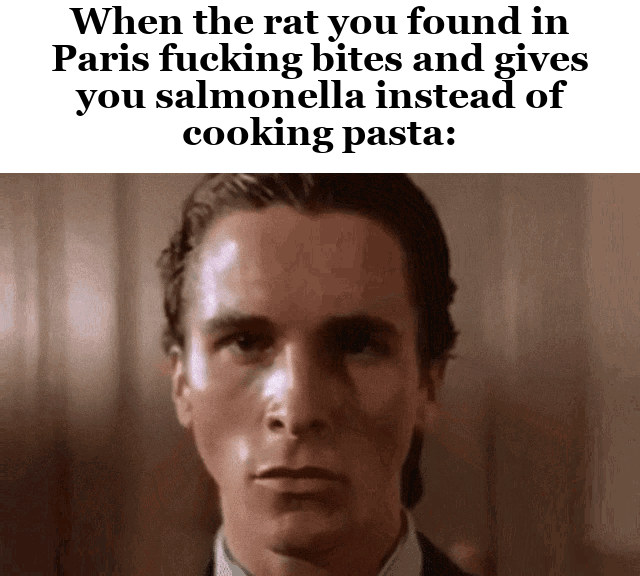 When the rat you found in
Paris fucking bites and gives
you salmonella instead of
cooking pasta: